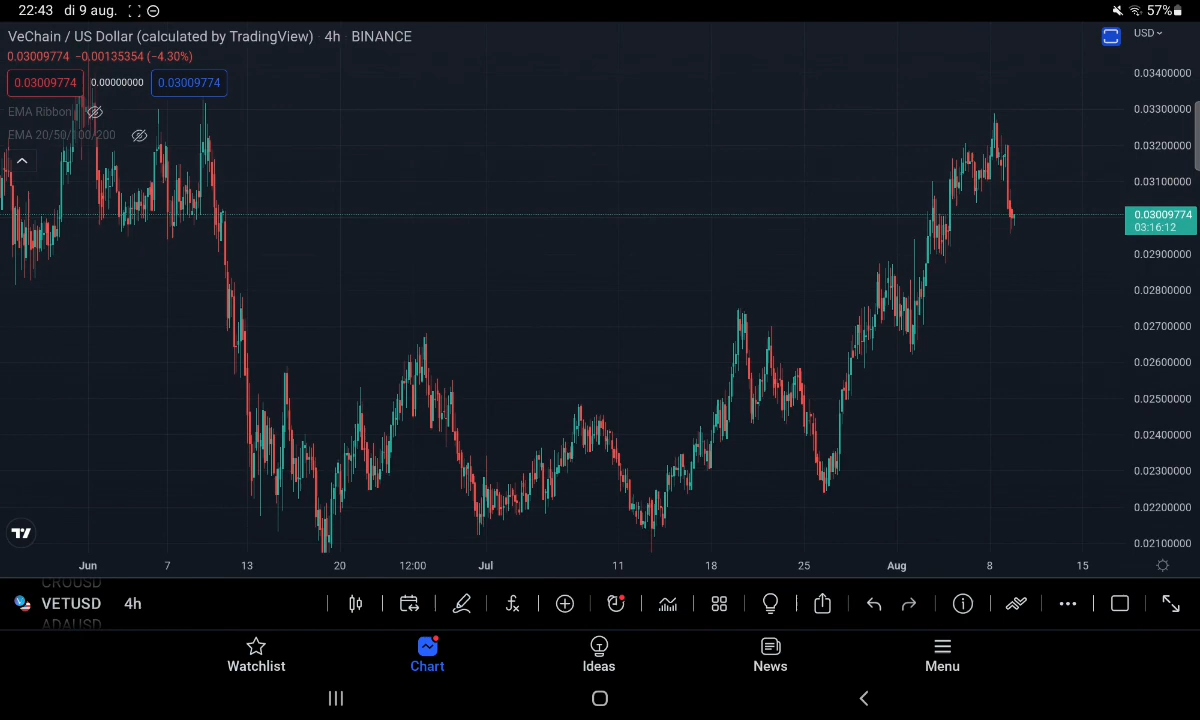 22:43 di 9 aug. 57%
VeChain / US Dollar (calculated by TradingView) 4h BINANCE
USD
0.03009774 −0.00135354 (−4.30%)
0.03009774 0.00000000 0.03009774
EMA Ribbon
EMA 20/50/100/200
0.03400000
0.03300000
0.03200000
0.03100000
0.03009774
03:16:12
0.02900000
0.02800000
0.02700000
0.02600000
0.02500000
0.02400000
0.02300000
0.02200000
0.02100000
Jun 7 13 20 12:00 Jul 11 18 25 Aug 8 15
CROUSD
VETUSD 4h
ADAUSD
Watchlist Chart Ideas News Menu